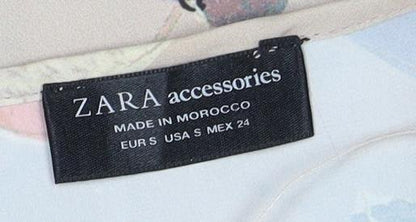 ZARA accessories
MADE IN MOROCCO
EUR S USA S MEX 24